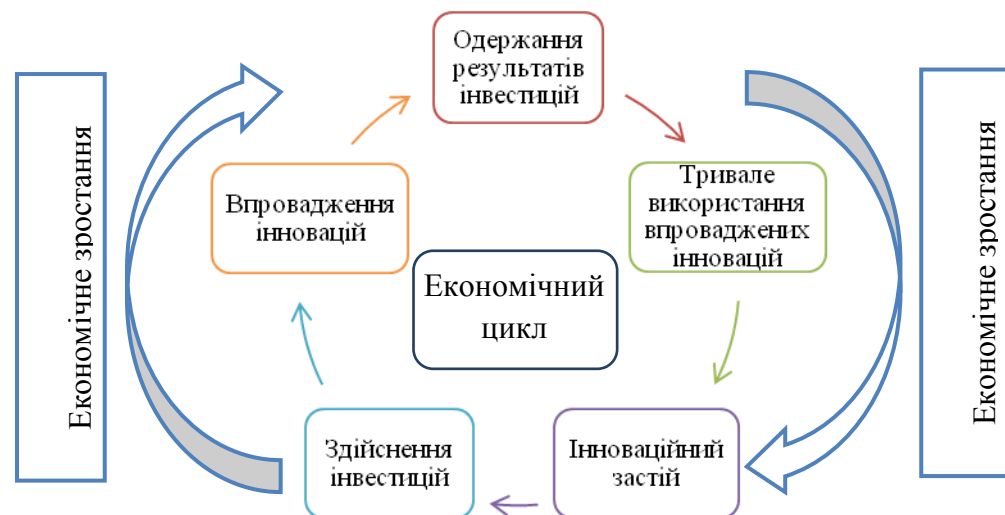 Одержання
результатів
інвестицій
Економічне зростання
Впровадження
інновацій
Тривале
використання
впроваджених
інновацій
Економічне зростання
Економічний
цикл
Здійснення
інвестицій
Інноваційний
застій